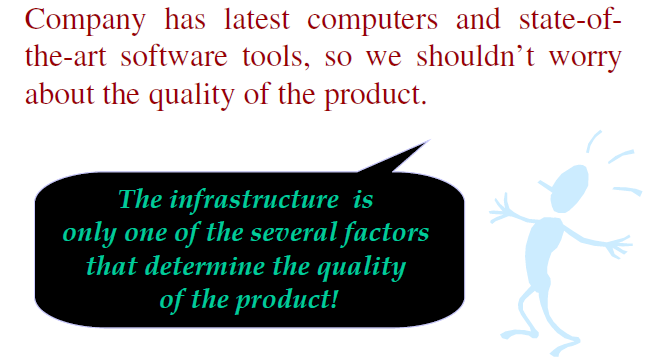 Company has latest computers and state-of-
the-art software tools, so we shouldn't worry
about the quality of the product.
The infrastructure is
only one of the several factors
that determine the quality
of the product!